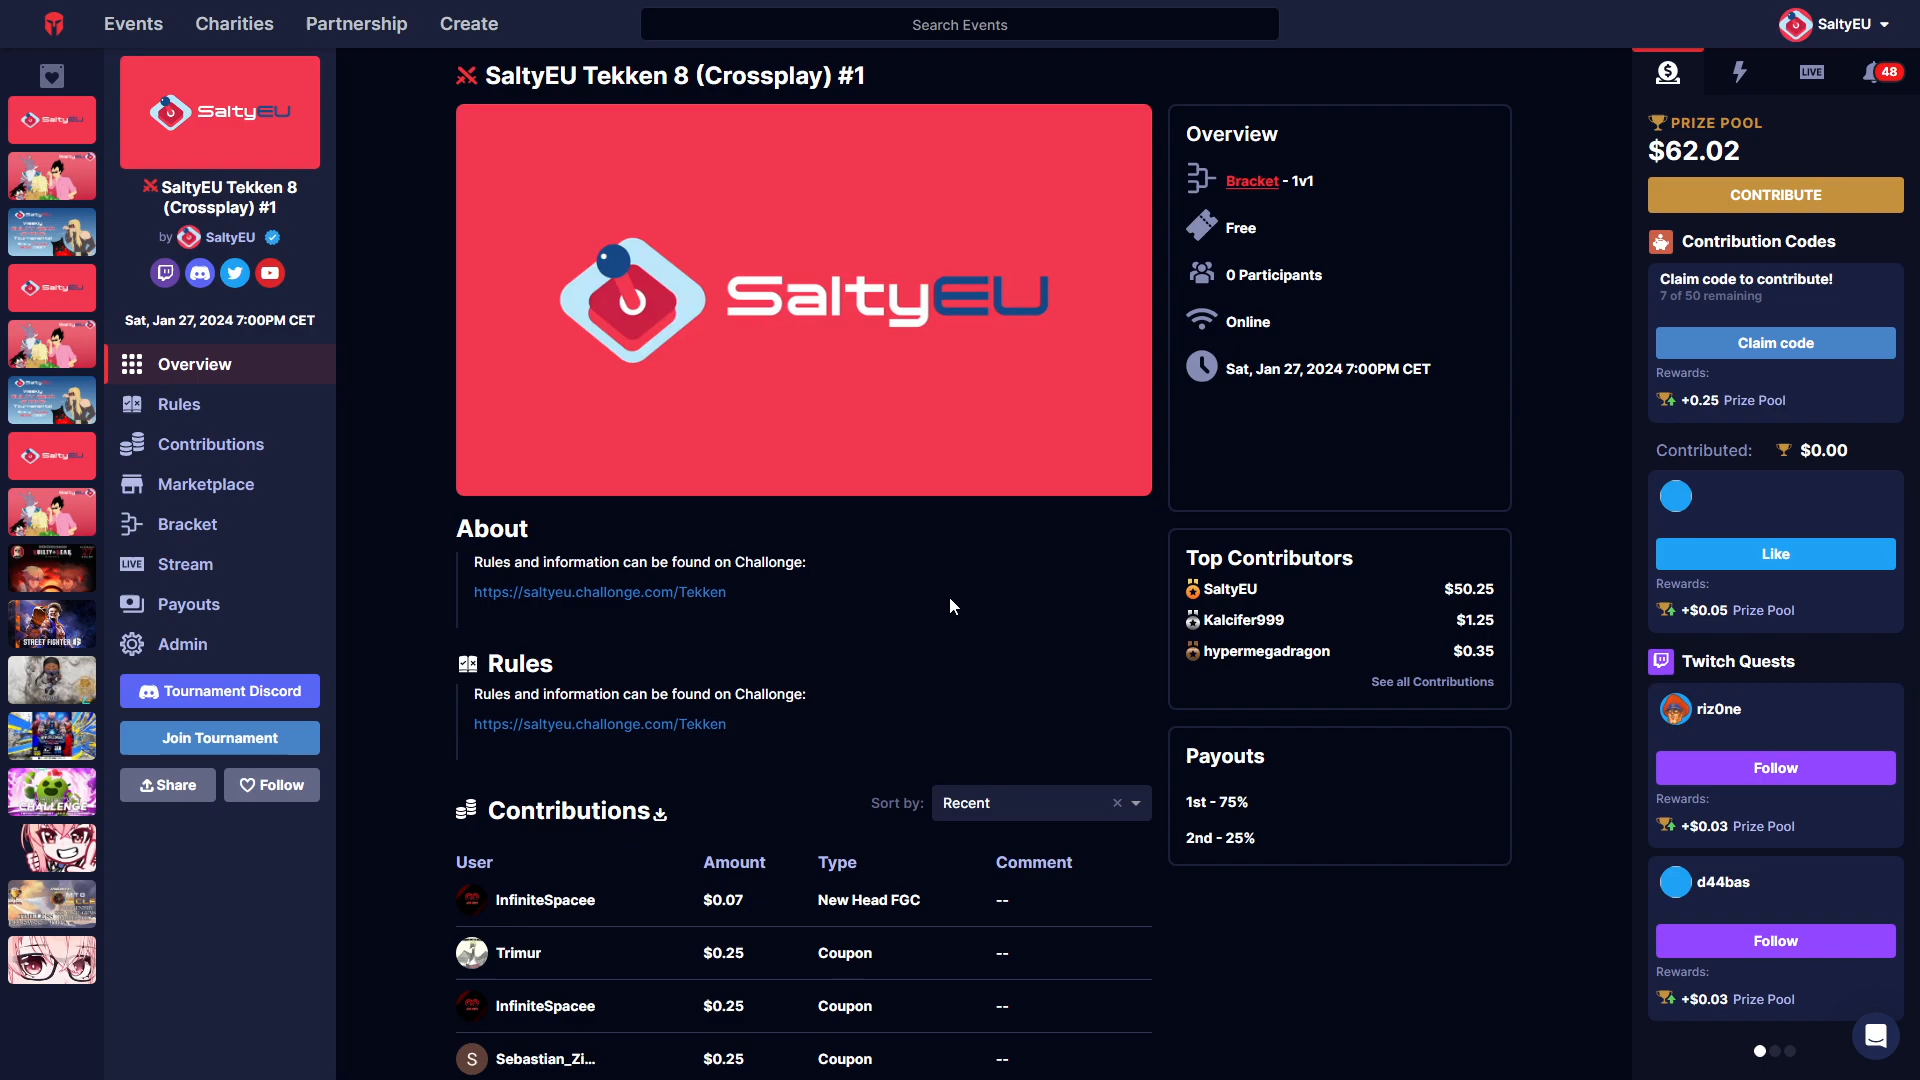 Events
Charities
Partnership
Create
Search Events
SaltyEU
SaltyEU
SaltyEU Tekken 8
(Crossplay) #1
by SaltyEU
Sat, Jan 27, 2024 7:00PM CET
Overview
Rules
Contributions
Marketplace
Bracket
LIVE Stream
Payouts
Admin
Tournament Discord
Join Tournament
Share
Follow
SaltyEU Tekken 8 (Crossplay) #1
SaltyEU
About
Rules and information can be found on Challonge:
https://saltyeu.challonge.com/Tekken
Rules
Rules and information can be found on Challonge:
https://saltyeu.challonge.com/Tekken
Contributions
Sort by:
Recent
User Amount Type Comment
InfiniteSpacee $0.07 New Head FGC --
Trimur $0.25 Coupon --
InfiniteSpacee $0.25 Coupon --
S Sebastian_Zi... $0.25 Coupon --
Overview
Bracket - 1v1
Free
0 Participants
Online
Sat, Jan 27, 2024 7:00PM CET
Top Contributors
SaltyEU $50.25
Kalcifer999 $1.25
hypermegadragon $0.35
See all Contributions
Payouts
1st - 75%
2nd - 25%
LIVE
48
PRIZE POOL
$62.02
CONTRIBUTE
Contribution Codes
Claim code to contribute!
7 of 50 remaining
Claim code
Rewards:
+0.25 Prize Pool
Contributed: $0.00
Like
Rewards:
+$0.05 Prize Pool
Twitch Quests
riz0ne
Follow
Rewards:
+$0.03 Prize Pool
d44bas
Follow
Rewards:
+$0.03 Prize Pool